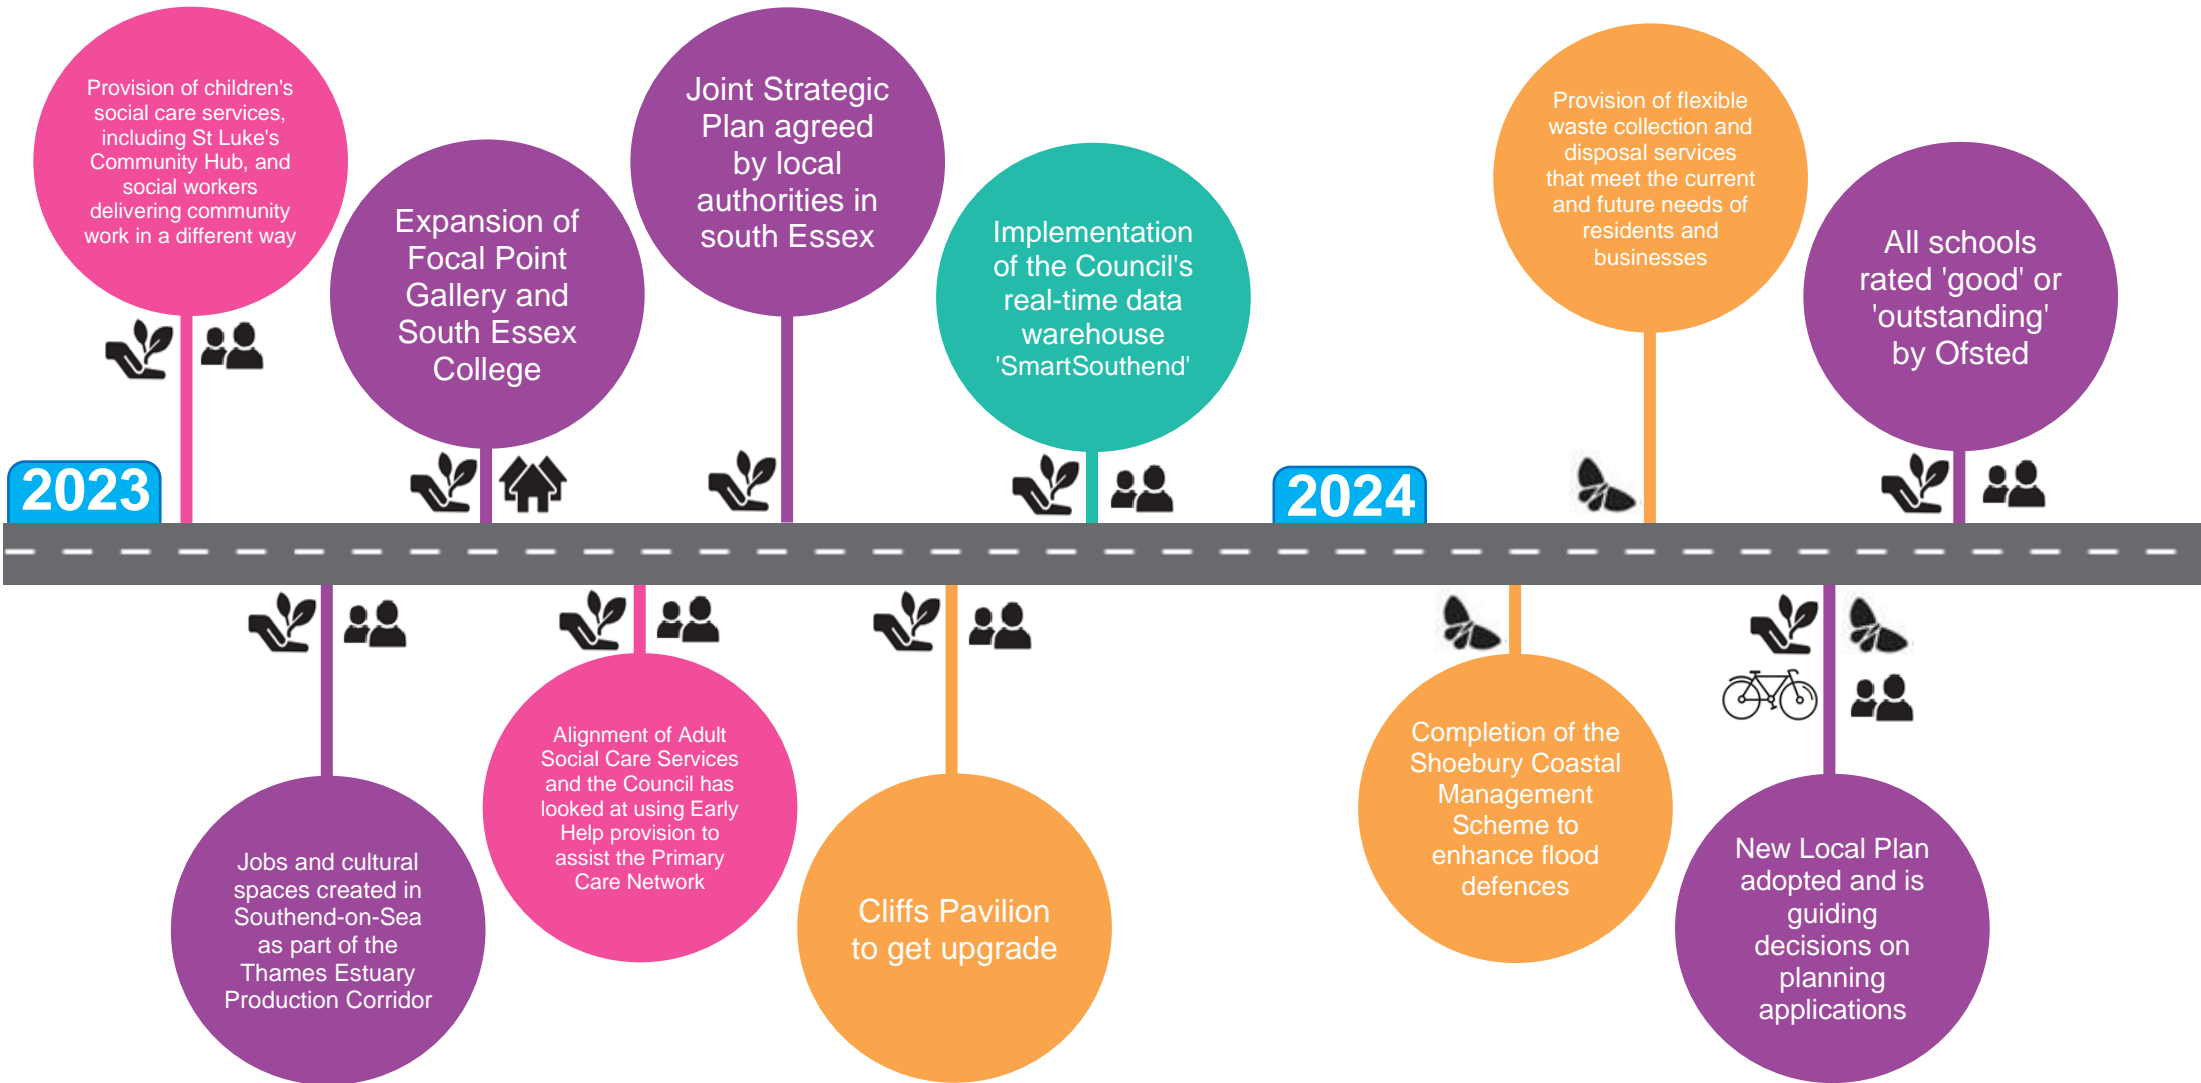 2023
Provision of children's
social care services,
including St Luke's
Community Hub, and
social workers
delivering community
work in a different way
Jobs and cultural
spaces created in
Southend-on-Sea
as part of the
Thames Estuary
Production Corridor
Expansion of
Focal Point
Gallery and
South Essex
College
Alignment of Adult
Social Care Services
and the Council has
looked at using Early
Help provision to
assist the Primary
Care Network
Joint Strategic
Plan agreed
by local
authorities in
south Essex
Cliffs Pavilion
to get upgrade
Implementation
of the Council's
real-time data
warehouse
'SmartSouthend'
2024
Completion of the
Shoebury Coastal
Management
Scheme to
enhance flood
defences
Provision of flexible
waste collection and
disposal services
that meet the current
and future needs of
residents and
businesses
New Local Plan
adopted and is
guiding
decisions on
planning
applications
All schools
rated 'good' or
'outstanding'
by Ofsted